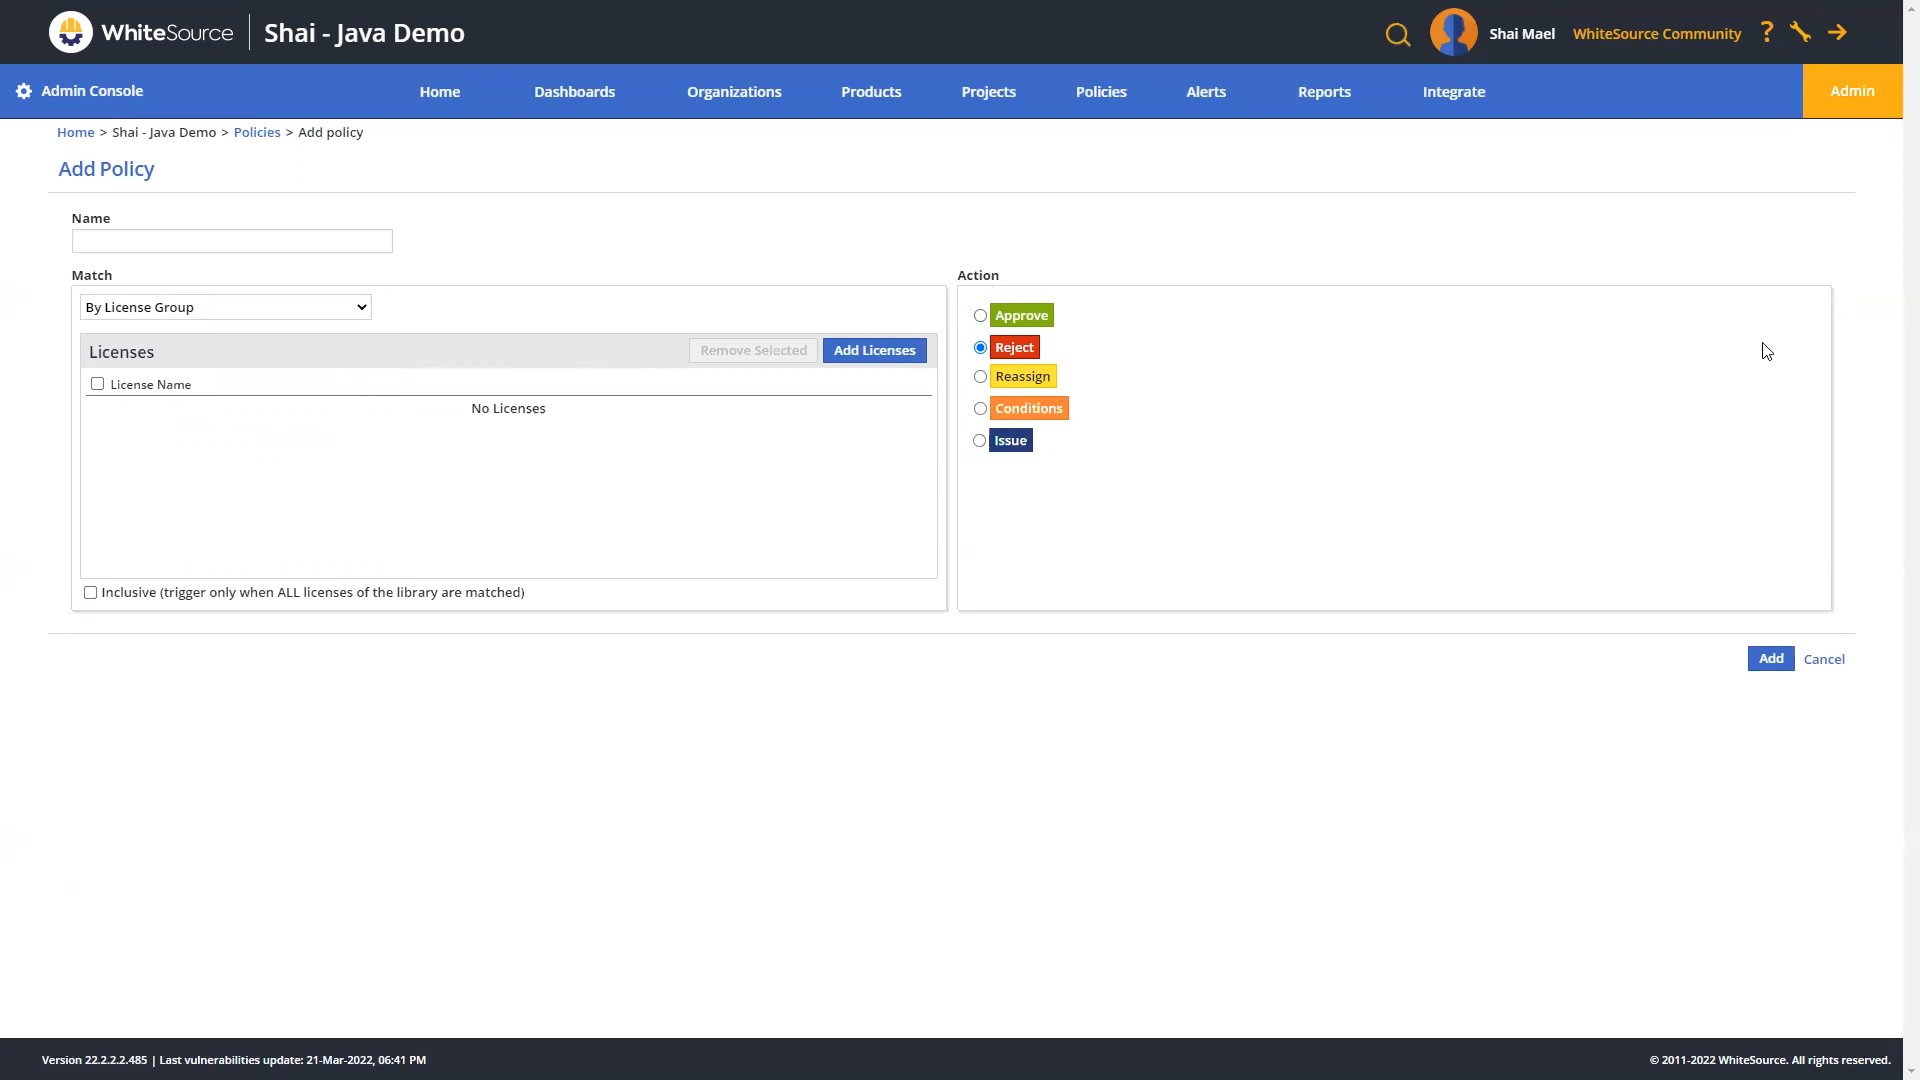 WhiteSource | Shai - Java Demo
Shai Mael WhiteSource Community ?
Admin Console Home Dashboards Organizations Products Projects Policies Alerts Reports Integrate Admin
Home > Shai - Java Demo > Policies > Add policy
Add Policy
Name
Match
By License Group
Licenses Remove Selected Add Licenses
License Name
No Licenses
Inclusive (trigger only when ALL licenses of the library are matched)
Action
Approve
Reject
Reassign
Conditions
Issue
Add Cancel
Version 22.2.2.2.485 | Last vulnerabilities update: 21-Mar-2022, 06:41 PM
© 2011-2022 WhiteSource. All rights reserved.